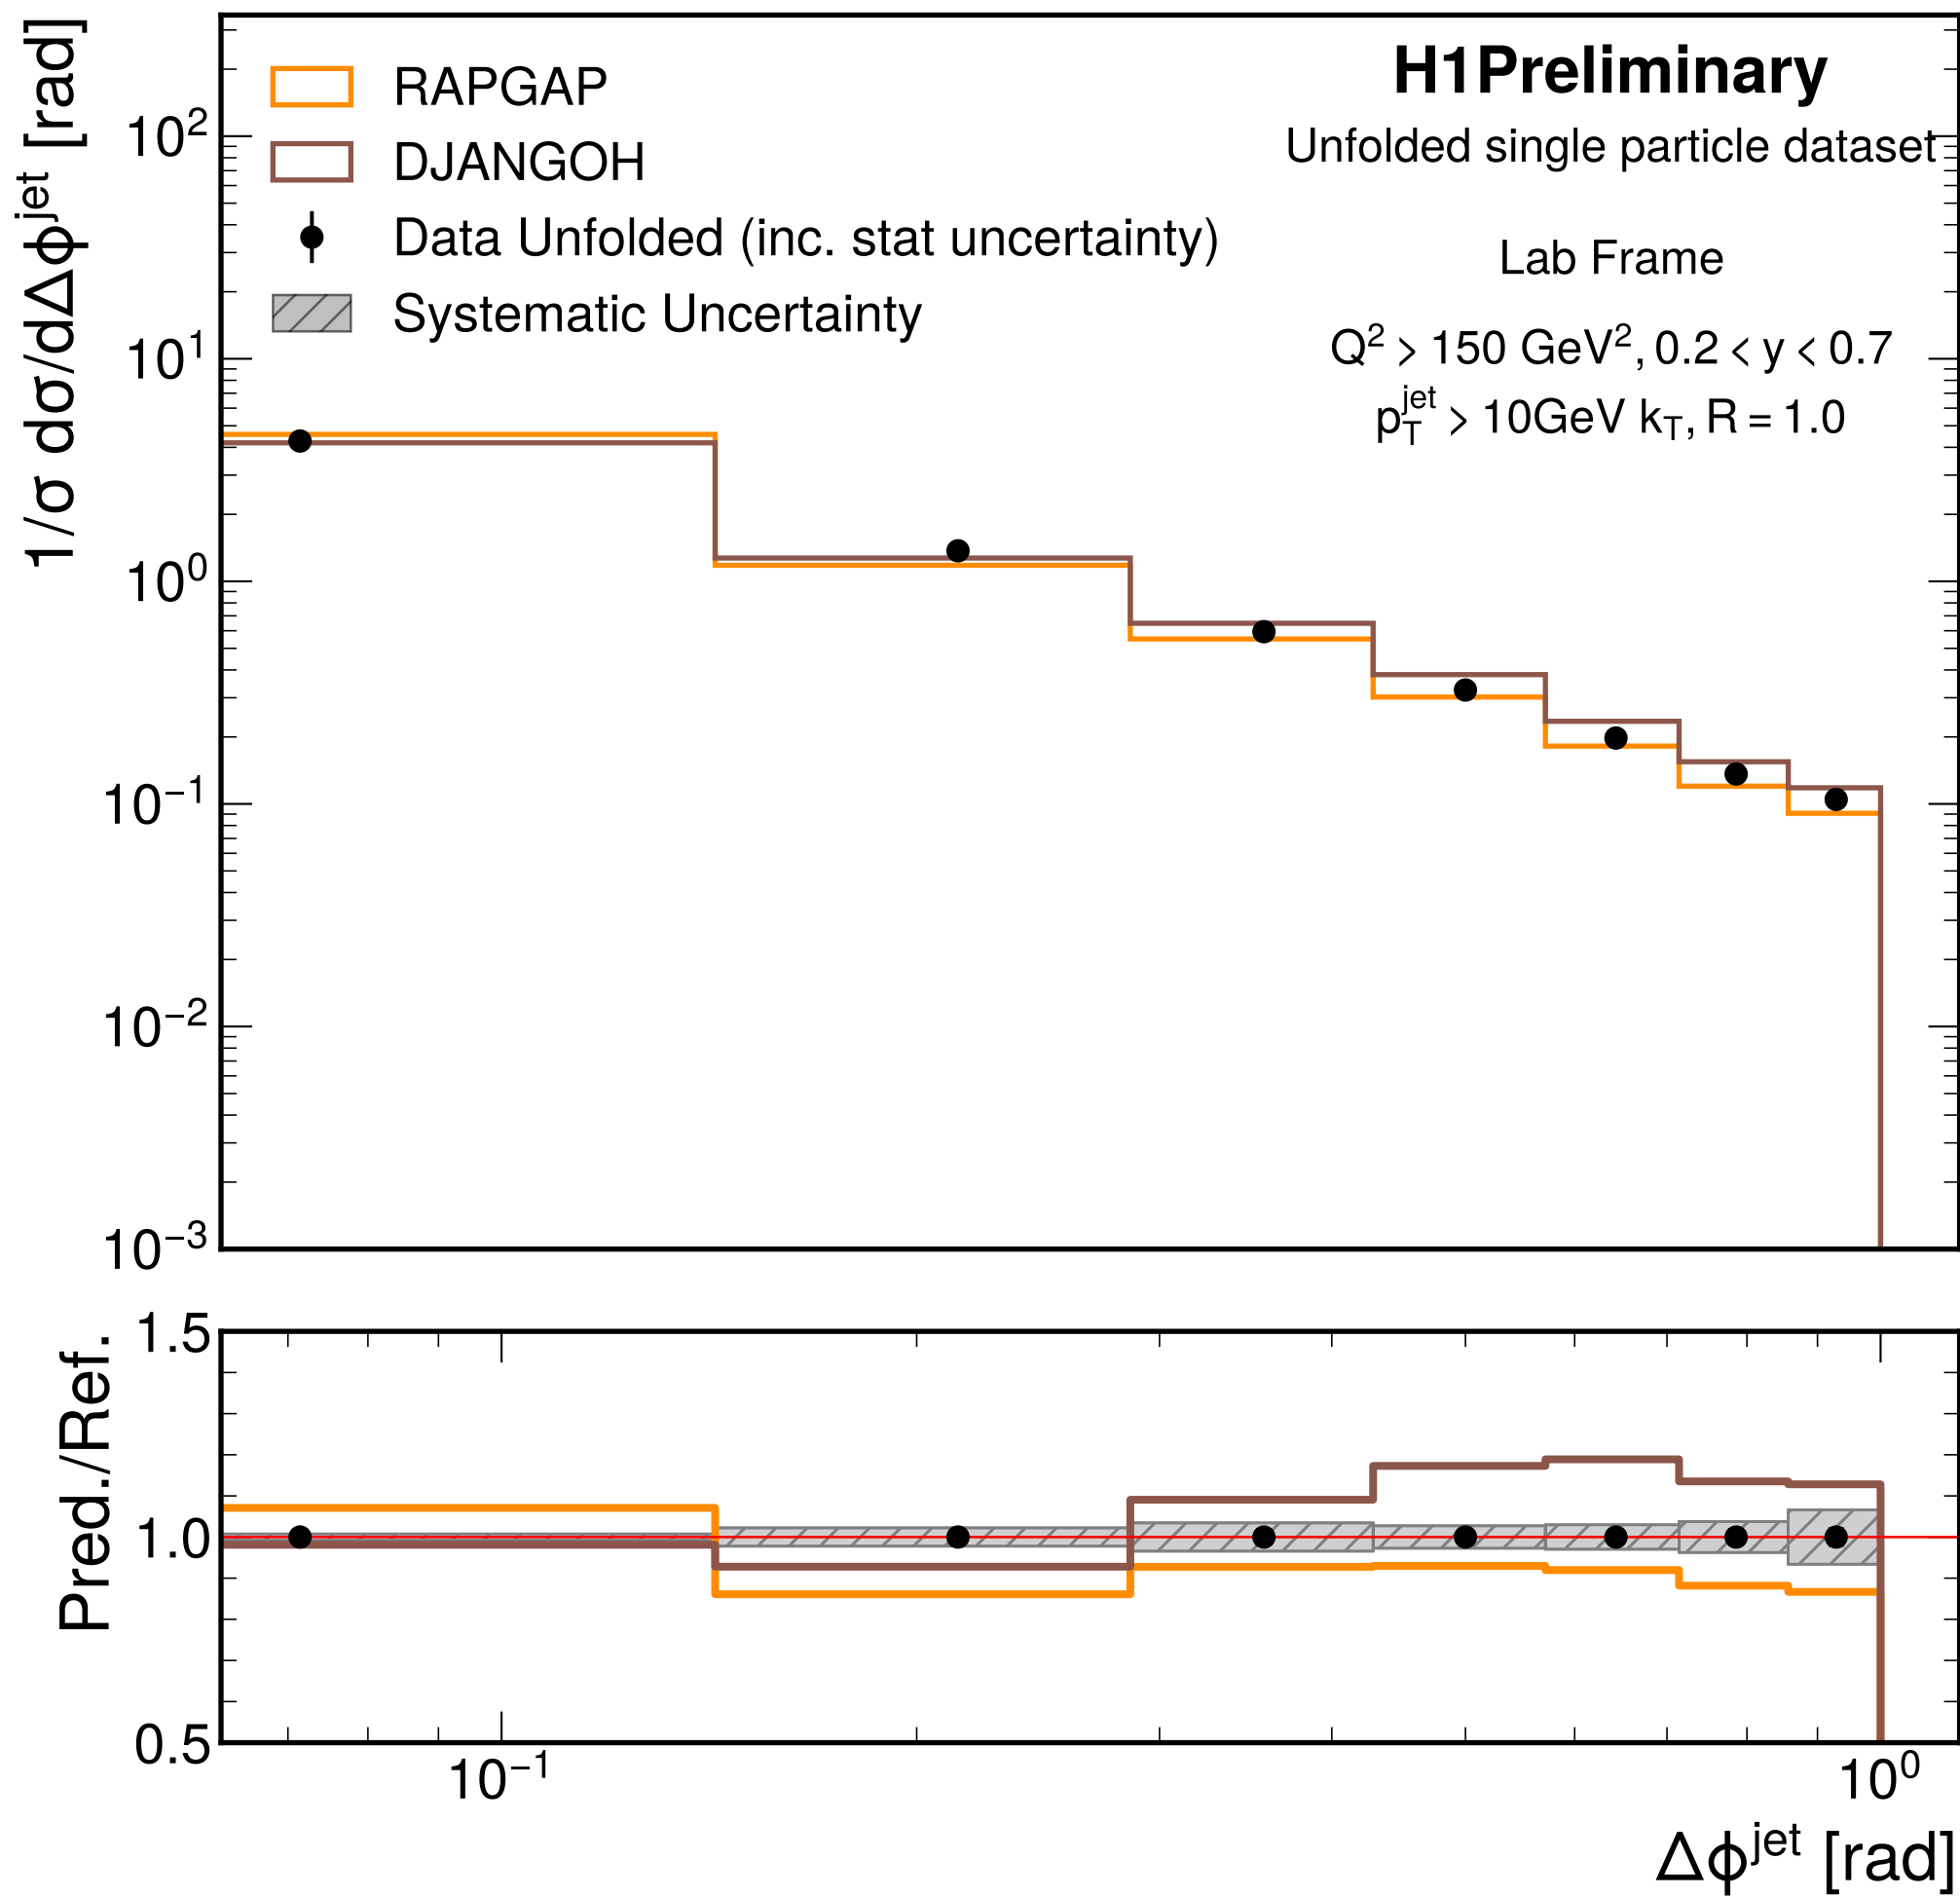 1/σ dσ/dΔϕ^jet [rad]
10²
10¹
10⁰
10⁻¹
10⁻²
10⁻³
RAPGAP
DJANGOH
Data Unfolded (inc. stat uncertainty)
Systematic Uncertainty
H1Preliminary
Unfolded single particle dataset
Lab Frame
Q² > 150 GeV², 0.2 < y < 0.7
p_T^jet > 10GeV k_T, R = 1.0
Pred./Ref.
1.5
1.0
0.5
10⁻¹
10⁰
Δϕ^jet [rad]